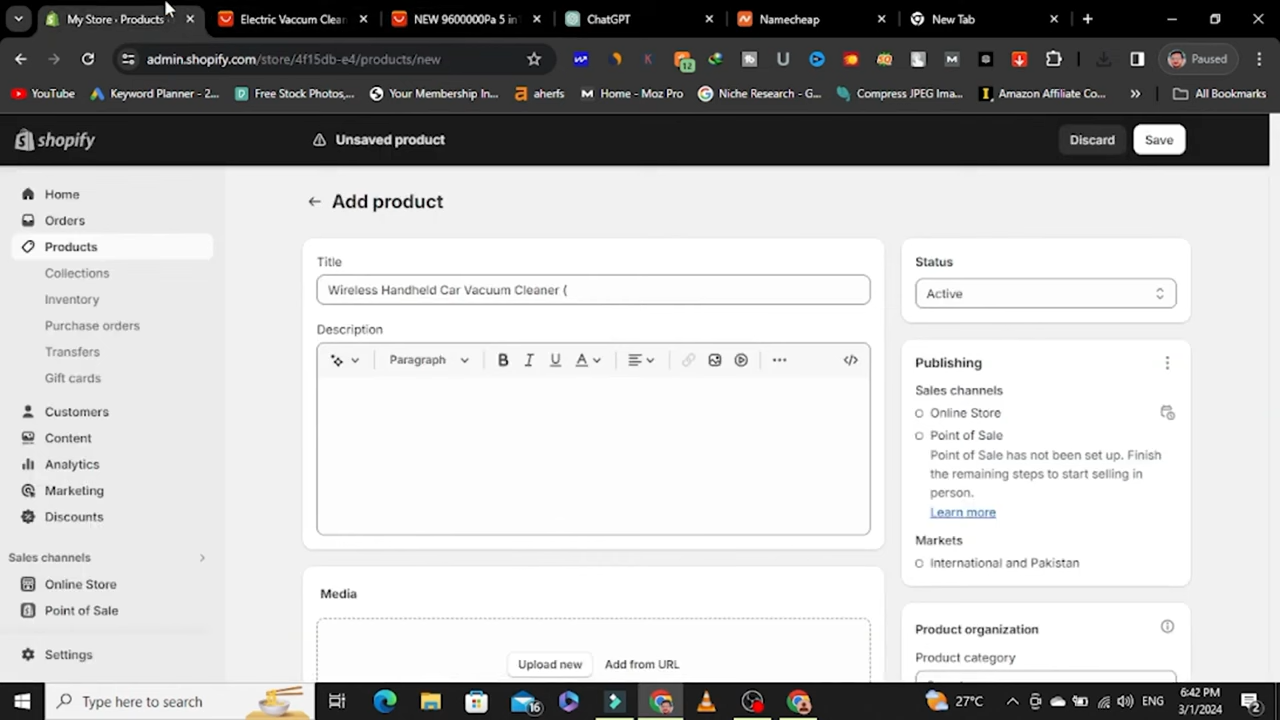 My Store · Products ·
Electric Vaccum Clean
NEW 9600000Pa 5 in
ChatGPT
Namecheap
New Tab
admin.shopify.com/store/4f15db-e4/products/new
12
Paused
YouTube
Keyword Planner - 2...
Free Stock Photos,...
Your Membership In...
aherfs
Home - Moz Pro
Niche Research - G...
Compress JPEG Imag...
Amazon Affiliate Co...
All Bookmarks
shopify
Unsaved product
Discard
Save
Home
Orders
Products
Collections
Inventory
Purchase orders
Transfers
Gift cards
Customers
Content
Analytics
Marketing
Discounts
Sales channels
Online Store
Point of Sale
Settings
Add product
Title
Wireless Handheld Car Vacuum Cleaner (
Description
Paragraph
B I U A
Media
Upload new
Add from URL
Status
Active
Publishing
Sales channels
Online Store
Point of Sale
Point of Sale has not been set up. Finish
the remaining steps to start selling in
person.
Learn more
Markets
International and Pakistan
Product organization
Product category
Type here to search
16
27°C
ENG
6:42 PM
3/1/2024
2